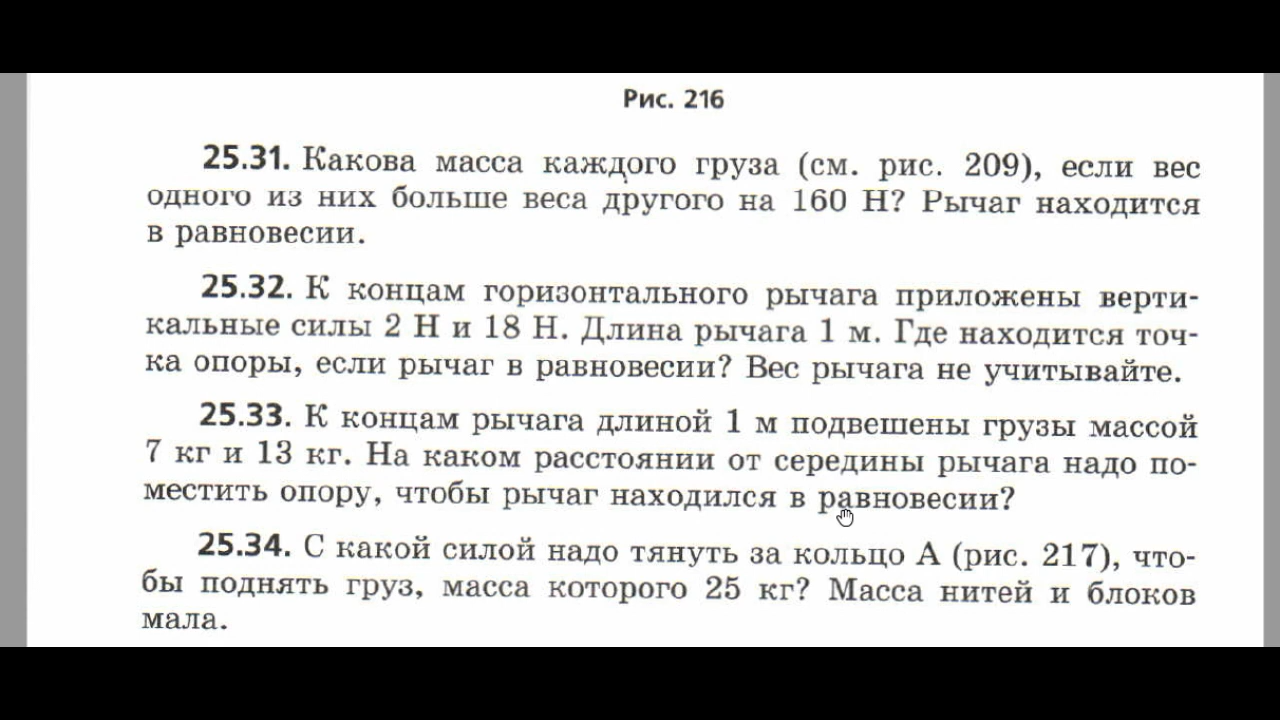 Рис. 216
25.31. Какова масса каждого груза (см. рис. 209), если вес
одного из них больше веса другого на 160 Н? Рычаг находится
в равновесии.
25.32. К концам горизонтального рычага приложены верти-
кальные силы 2 Н и 18 Н. Длина рычага 1 м. Где находится точ-
ка опоры, если рычаг в равновесии? Вес рычага не учитывайте.
25.33. К концам рычага длиной 1 м подвешены грузы массой
7 кг и 13 кг. На каком расстоянии от середины рычага надо по-
местить опору, чтобы рычаг находился в равновесии?
25.34. С какой силой надо тянуть за кольцо А (рис. 217), что-
бы поднять груз, масса которого 25 кг? Масса нитей и блоков
мала.